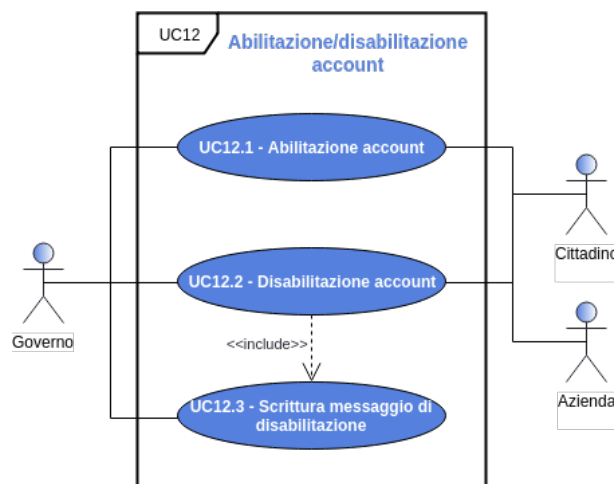 UC12
Abilitazione/disabilitazione
account
UC12.1 - Abilitazione account
Cittadino
UC12.2 - Disabilitazione account
Governo
<<include>>
Azienda
UC12.3 - Scrittura messaggio di
disabilitazione